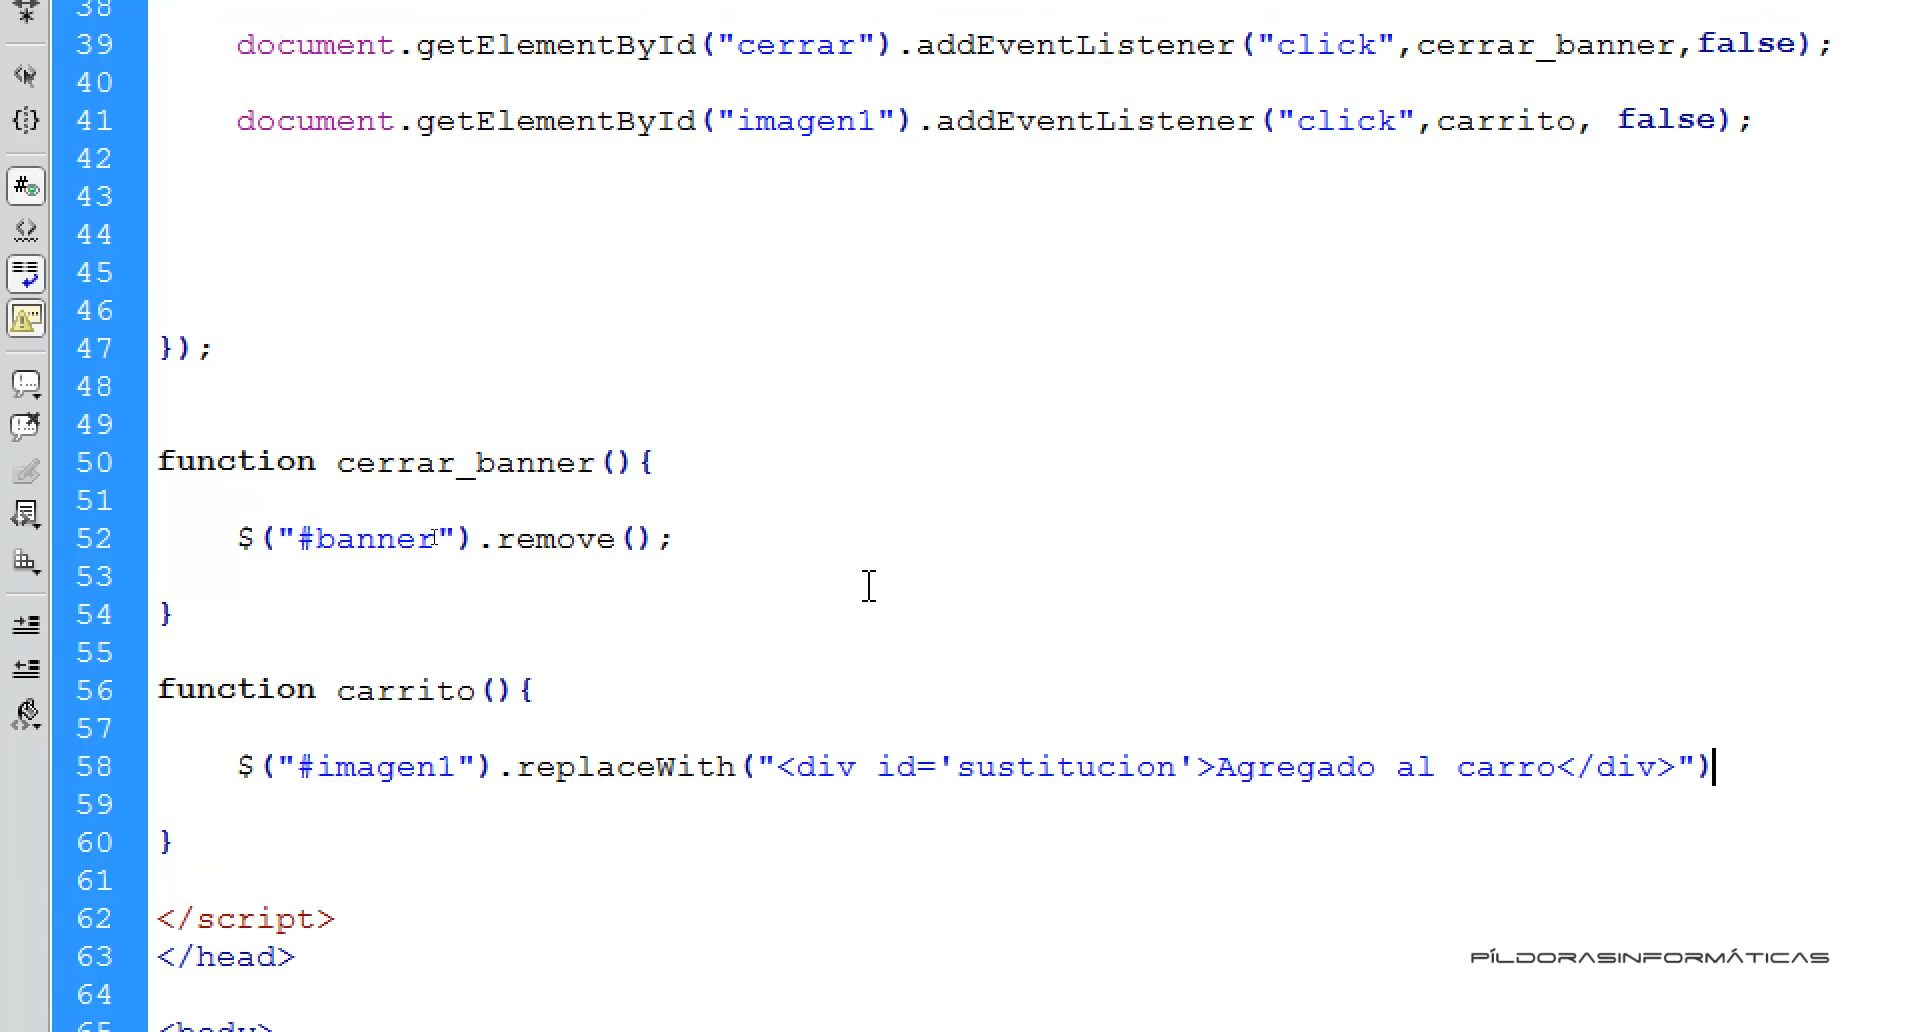 38
39 document.getElementById("cerrar").addEventListener("click",cerrar_banner,false);
40
41 document.getElementById("imagen1").addEventListener("click",carrito, false);
42
43
44
45
46
47 });
48
49
50 function cerrar_banner(){
51
52 $("#banner").remove();
53
54 }
55
56 function carrito(){
57
58 $("#imagen1").replaceWith("<div id='sustitucion'>Agregado al carro</div>")
59
60 }
61
62 </script>
63 </head>
PÍLDORASINFORMÁTICAS
64
65 <body>